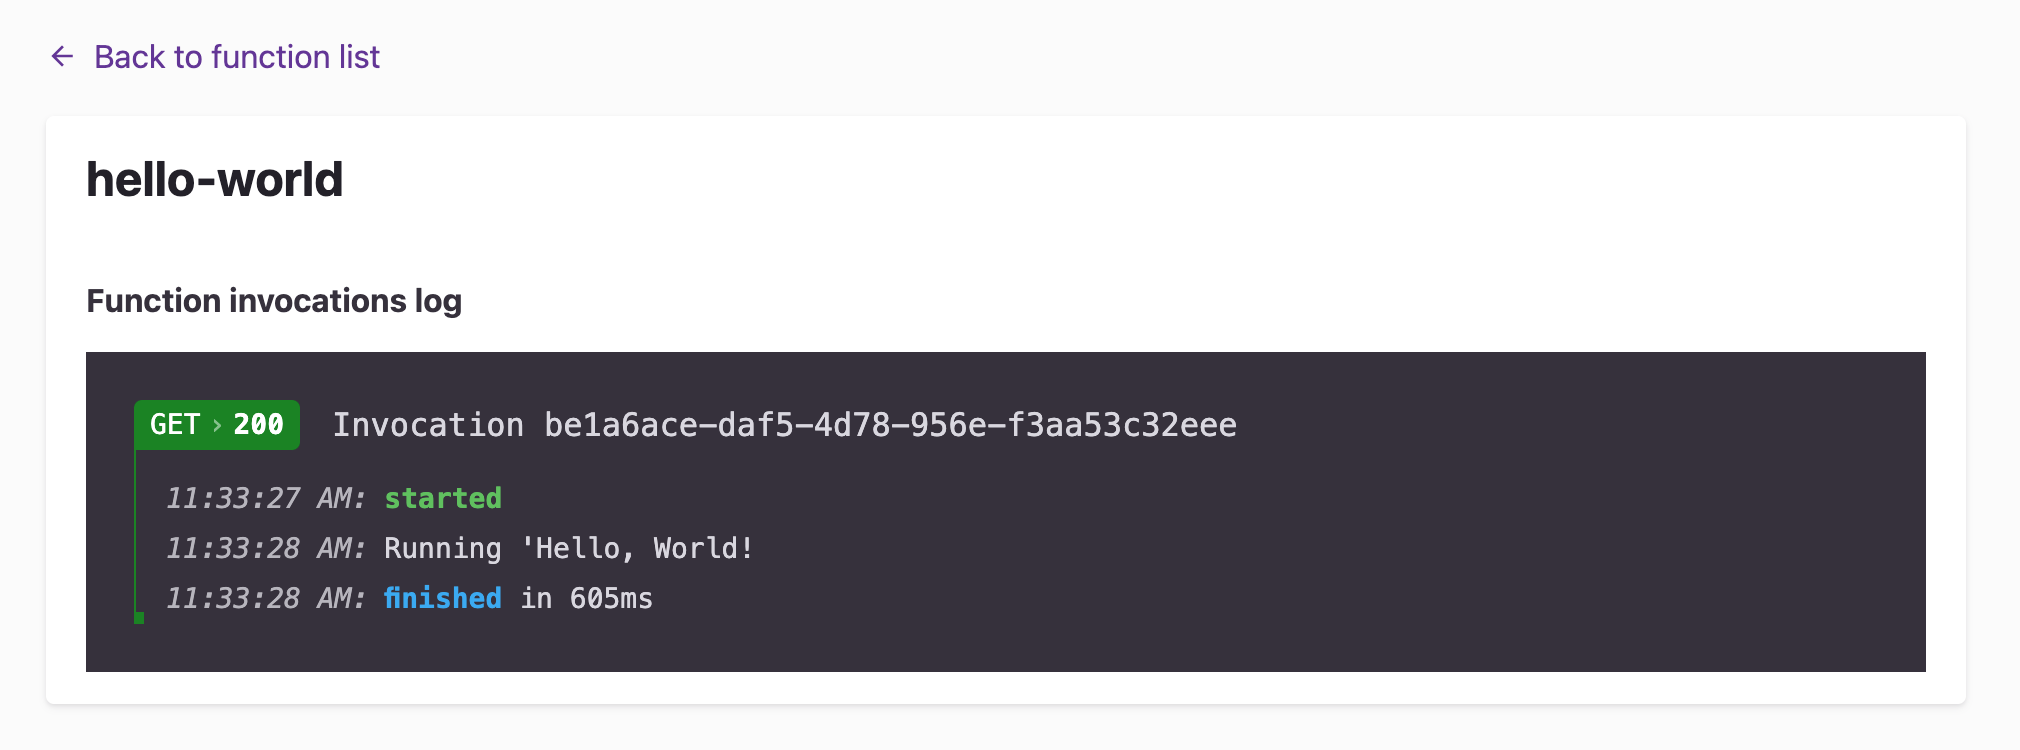 ← Back to function list
hello-world
Function invocations log
GET › 200 Invocation be1a6ace-daf5-4d78-956e-f3aa53c32eee
11:33:27 AM: started
11:33:28 AM: Running 'Hello, World!
11:33:28 AM: finished in 605ms